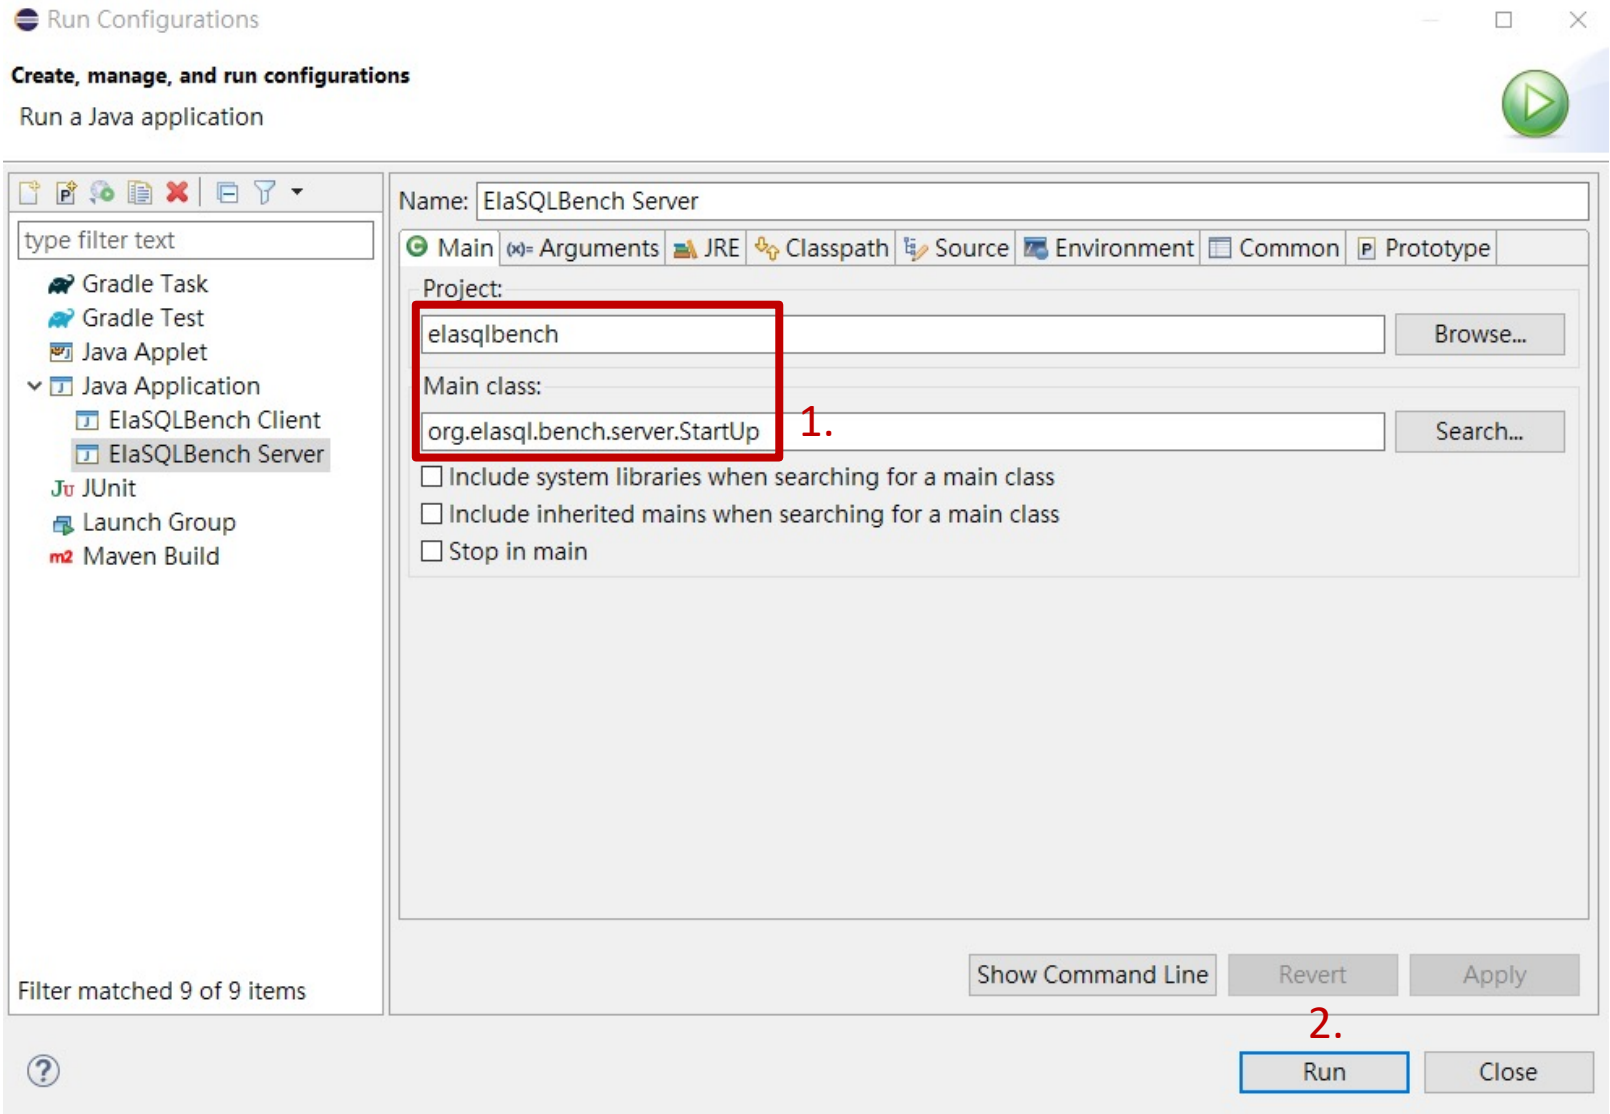 Run Configurations
Create, manage, and run configurations
Run a Java application
type filter text
Gradle Task
Gradle Test
Java Applet
Java Application
ElaSQLBench Client
ElaSQLBench Server
Ju JUnit
Launch Group
m2 Maven Build
Filter matched 9 of 9 items
Name: ElaSQLBench Server
Main (x)= Arguments JRE Classpath Source Environment Common P Prototype
Project:
elasqlbench
Browse...
Main class:
org.elasql.bench.server.StartUp
1.
Search...
Include system libraries when searching for a main class
Include inherited mains when searching for a main class
Stop in main
Show Command Line
Revert
Apply
2.
?
Run
Close